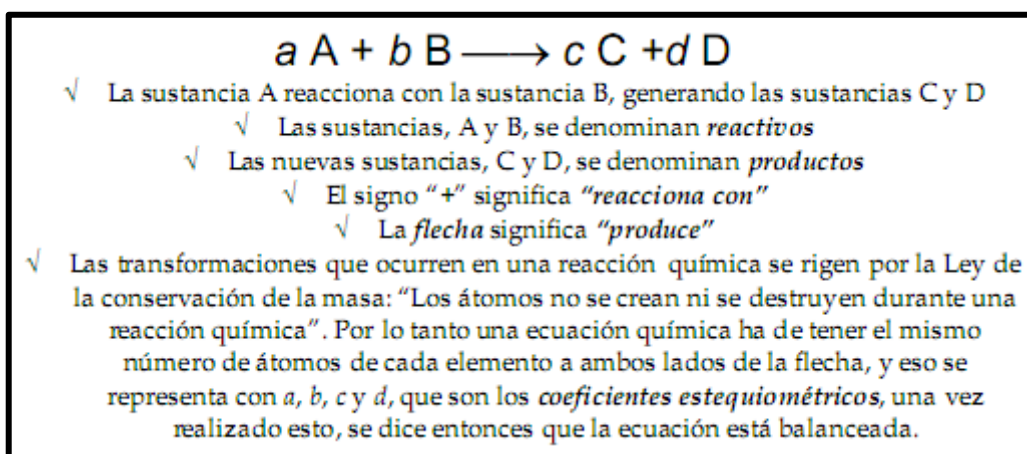 a A + b B ⟶ c C +d D
√ La sustancia A reacciona con la sustancia B, generando las sustancias C y D
√ Las sustancias, A y B, se denominan reactivos
√ Las nuevas sustancias, C y D, se denominan productos
√ El signo “+” significa “reacciona con”
√ La flecha significa “produce”
√ Las transformaciones que ocurren en una reacción química se rigen por la Ley de
la conservación de la masa: “Los átomos no se crean ni se destruyen durante una
reacción química”. Por lo tanto una ecuación química ha de tener el mismo
número de átomos de cada elemento a ambos lados de la flecha, y eso se
representa con a, b, c y d, que son los coeficientes estequiométricos, una vez
realizado esto, se dice entonces que la ecuación está balanceada.